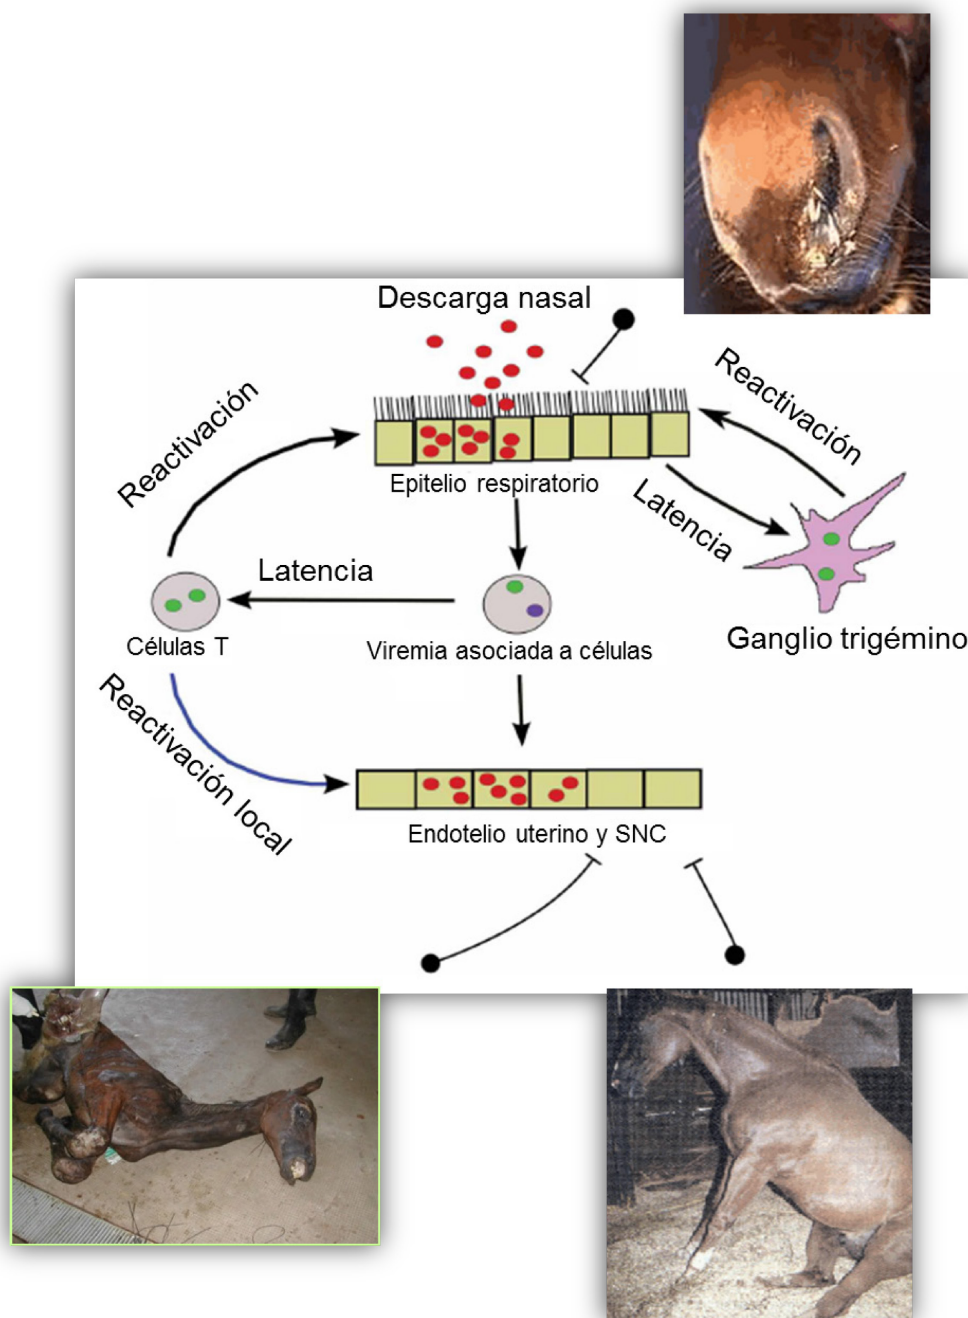 Descarga nasal
Reactivación
Reactivación
Epitelio respiratorio
Latencia
Latencia
Células T
Viremia asociada a células
Ganglio trigémino
Reactivación local
Endotelio uterino y SNC